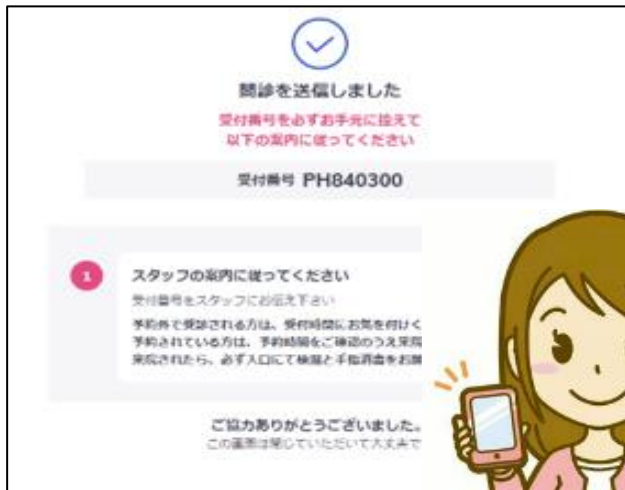 問診を送信しました
受付番号を必ずお手元に控えて
以下の案内に従ってください
受付番号 PH840300
1
スタッフの案内に従ってください
受付番号をスタッフにお伝え下さい
予約外で受診される方は、受付時間にお気を付けく
予約されている方は、予約時間をご確認のうえ来院
来院されたら、必ず入口にて検温と手指消毒をお願
ご協力ありがとうございました。
この画面は閉じていただいて大丈夫で